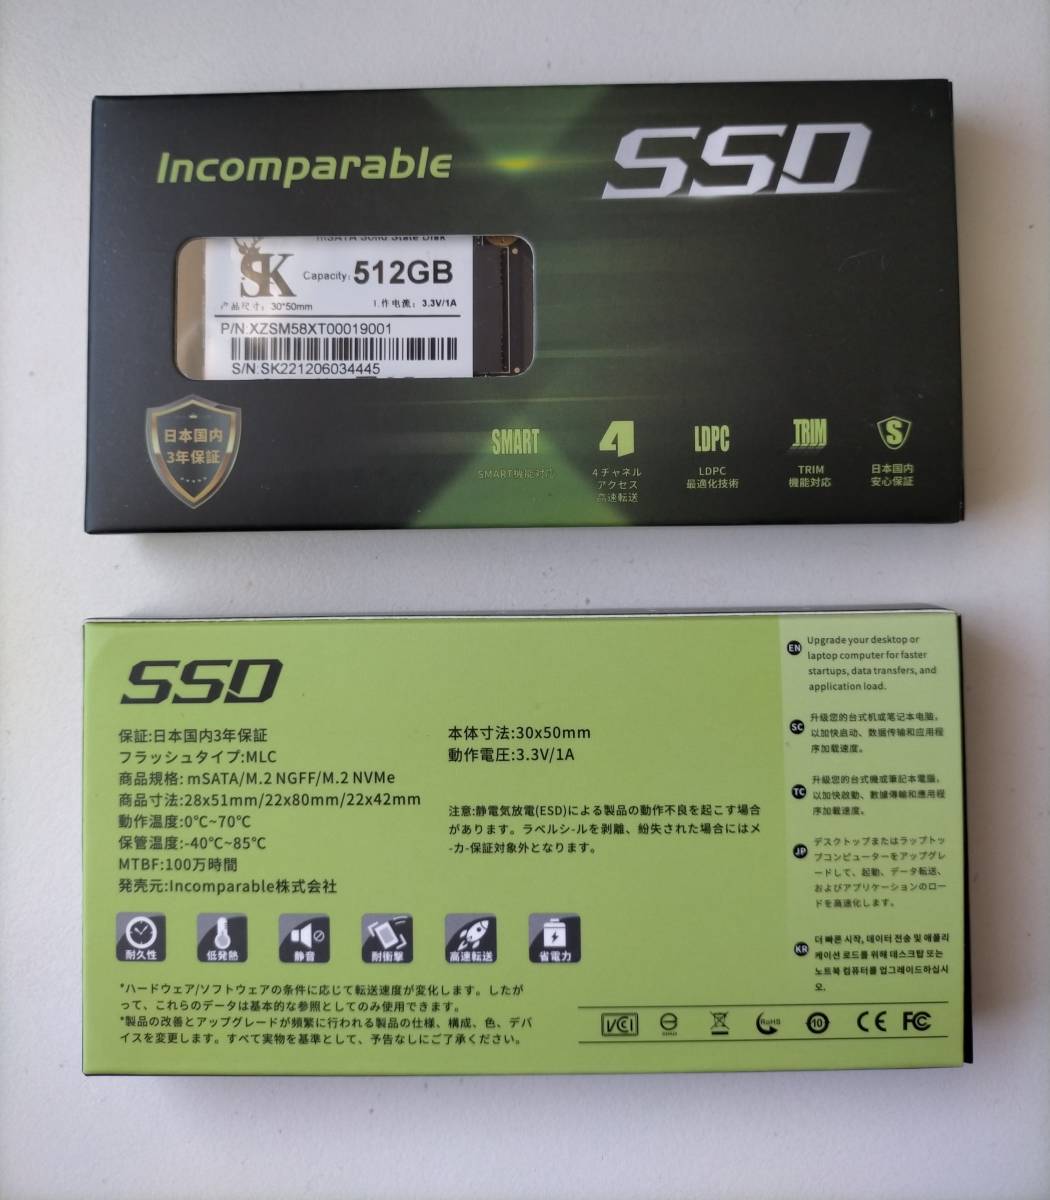 Incomparable
SSD
mSATA Solid State Disk
SK
Capacity: 512GB
产品尺寸: 30*50mm
工作电流: 3.3V/1A
P/N:XZSM58XT00019001
S/N:SK221206034445
日本国内
3年保証
SMART
SMART機能対応
4
4チャネル
アクセス
高速転送
LDPC
LDPC
最適化技術
TRIM
TRIM
機能対応
S
日本国内
安心保証
SSD
保証:日本国内3年保証
フラッシュタイプ:MLC
商品規格: mSATA/M.2 NGFF/M.2 NVMe
商品寸法:28x51mm/22x80mm/22x42mm
動作温度:0℃~70℃
保管温度:-40℃~85℃
MTBF:100万時間
発売元:Incomparable株式会社
本体寸法:30x50mm
動作電圧:3.3V/1A
注意:静電気放電(ESD)による製品の動作不良を起こす場合
があります。ラベルシ-ルを剥離、紛失された場合にはメ
-カ-保証対象外となります。
耐久性
低発熱
静音
耐衝撃
高速転送
省電力
*ハードウェア/ソフトウェアの条件に応じて転送速度が変化します。したが
って、これらのデータは基本的な参照としてのみ使用できます。
*製品の改善とアップグレードが頻繁に行われる製品の仕様、構成、色、デバ
イスを変更します。すべて実物を基準として、予告なしにご了承ください。
EN
Upgrade your desktop or
laptop computer for faster
startups, data transfers, and
application load.
SC
升级您的台式机或笔记本电脑,
以加快启动、数据传输和应用程
序加载速度。
TC
升級您的台式機或筆記本電腦,
以加快啟動、數據傳輸和應用程
序加載速度。
JP
デスクトップまたはラップトッ
プコンピューターをアップグレ
ードして、起動、データ転送、
およびアプリケーションのロー
ドを高速化します。
KR
더 빠른 시작, 데이터 전송 및 애플리
케이션 로드를 위해 데스크탑 또는
노트북 컴퓨터를 업그레이드하십시
오.
VCI
RoHS
10
CE
FC